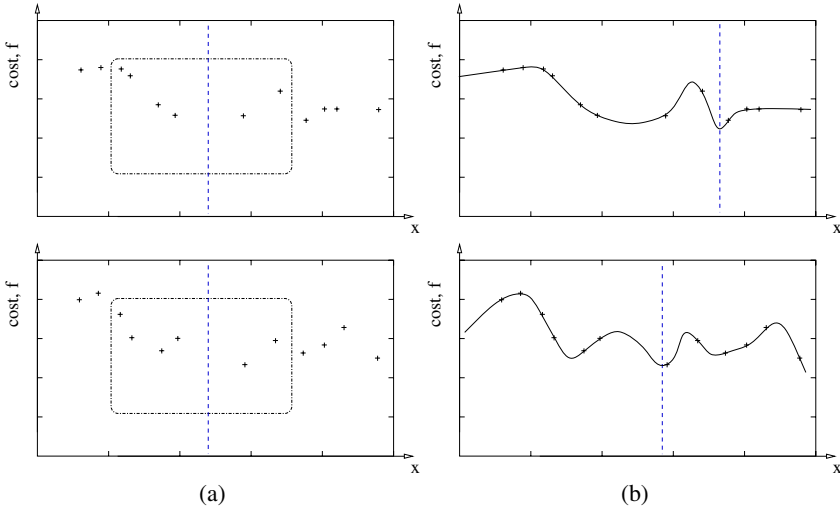 cost, f
x
cost, f
x
cost, f
x
cost, f
x
(a)
(b)